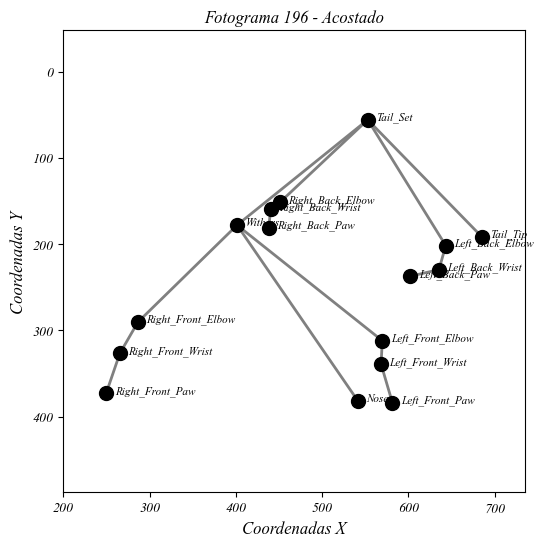 Fotograma 196 - Acostado
0
100
200
300
400
200
300
400
500
600
700
Coordenadas Y
Coordenadas X
Tail_Set
Right_Back_Elbow
Right_Back_Wrist
Withers
Right_Back_Paw
Tail_Tip
Left_Back_Elbow
Left_Back_Wrist
Left_Back_Paw
Right_Front_Elbow
Left_Front_Elbow
Right_Front_Wrist
Left_Front_Wrist
Right_Front_Paw
Nose
Left_Front_Paw